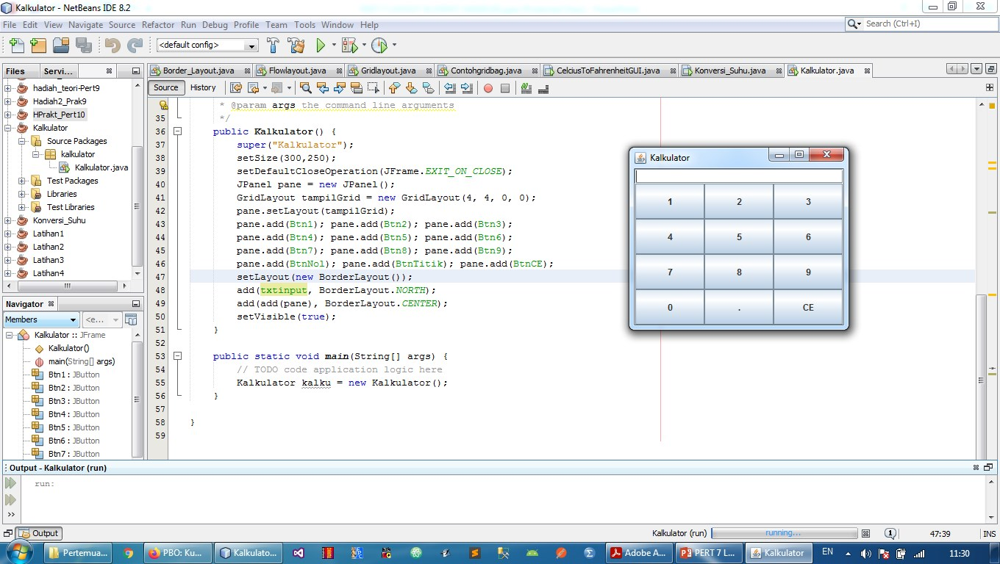 Kalkulator - NetBeans IDE 8.2
File Edit View Navigate Source Refactor Run Debug Profile Team Tools Window Help
Search (Ctrl+I)
<default config>
Files Servi...
Border_Layout.java Flowlayout.java Gridlayout.java Contohgridbag.java CelciusToFahrenheitGUI.java Konversi_Suhu.java Kalkulator.java
Source History
hadiah_teori-Pert9
Hadiah2_Prak9
HPrakt_Pert10
Kalkulator
Source Packages
kalkulator
Kalkulator.java
Test Packages
Libraries
Test Libraries
Konversi_Suhu
Latihan1
Latihan2
Latihan3
Latihan4
Navigator
Members <e...
Kalkulator :: JFrame
Kalkulator()
main(String[] args)
Btn1 : JButton
Btn2 : JButton
Btn3 : JButton
Btn4 : JButton
Btn5 : JButton
Btn6 : JButton
Btn7 : JButton
* @param args the command line arguments
35 */
36 public Kalkulator() {
37 super("Kalkulator");
38 setSize(300,250);
39 setDefaultCloseOperation(JFrame.EXIT_ON_CLOSE);
40 JPanel pane = new JPanel();
41 GridLayout tampilGrid = new GridLayout(4, 4, 0, 0);
42 pane.setLayout(tampilGrid);
43 pane.add(Btn1); pane.add(Btn2); pane.add(Btn3);
44 pane.add(Btn4); pane.add(Btn5); pane.add(Btn6);
45 pane.add(Btn7); pane.add(Btn8); pane.add(Btn9);
46 pane.add(BtnNol); pane.add(BtnTitik); pane.add(BtnCE);
47 setLayout(new BorderLayout());
48 add(txtinput, BorderLayout.NORTH);
49 add(add(pane), BorderLayout.CENTER);
50 setVisible(true);
51 }
52
53 public static void main(String[] args) {
54 // TODO code application logic here
55 Kalkulator kalku = new Kalkulator();
56 }
57
58 }
59
Kalkulator
1 2 3
4 5 6
7 8 9
0 . CE
Output - Kalkulator (run)
run:
Output
Kalkulator (run) running... 1 47:39 INS
Pertemua... PBO: Ku... Kalkulato... Adobe A... PERT 7 L... Kalkulator EN 11:30